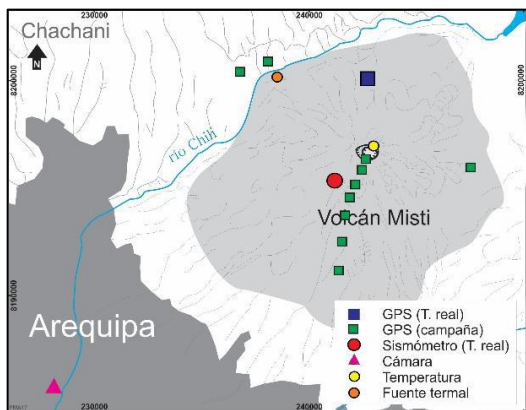 230000
240000
Chachani
N
8200000
8200000
río Chili
Volcán Misti
8190000
Arequipa
GPS (T. real)
GPS (campaña)
Sismómetro (T. real)
Cámara
Temperatura
Fuente termal
230000
240000